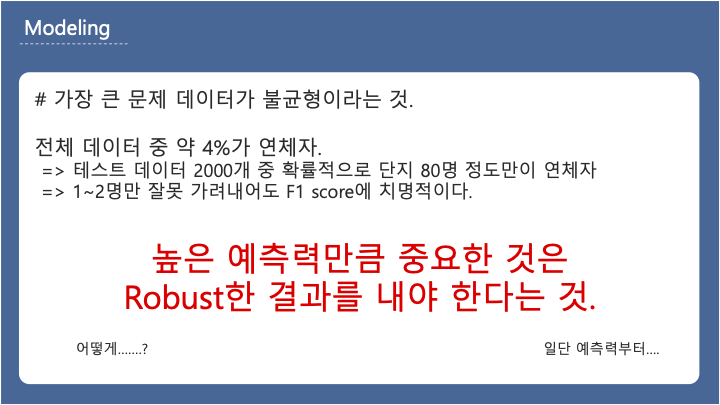 Modeling
# 가장 큰 문제 데이터가 불균형이라는 것.
전체 데이터 중 약 4%가 연체자.
=> 테스트 데이터 2000개 중 확률적으로 단지 80명 정도만이 연체자
=> 1~2명만 잘못 가려내어도 F1 score에 치명적이다.
높은 예측력만큼 중요한 것은
Robust한 결과를 내야 한다는 것.
어떻게.......? 일단 예측력부터....